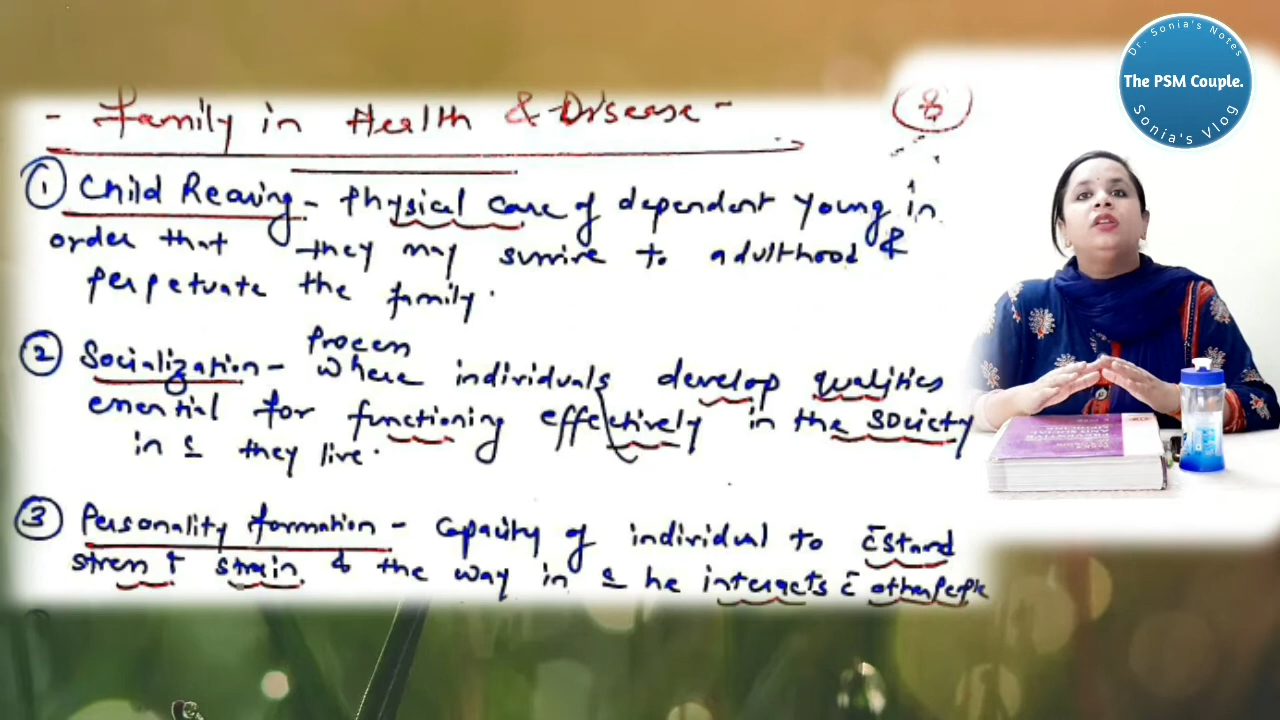 - Family in Health & Disease -
8
① Child Rearing - Physical care of dependent young in
order that they may survive to adulthood &
perpetuate the family.
② Socialization - Process
where individuals develop qualities
essential for functioning effectively in the society
in c̱ they live.
③ Personality formation - Capacity of individual to c̄stand
stress & strain & the way in c̱ he interacts c̄ other people
Dr. Sonia's Notes
The PSM Couple.
Sonia's Vlog